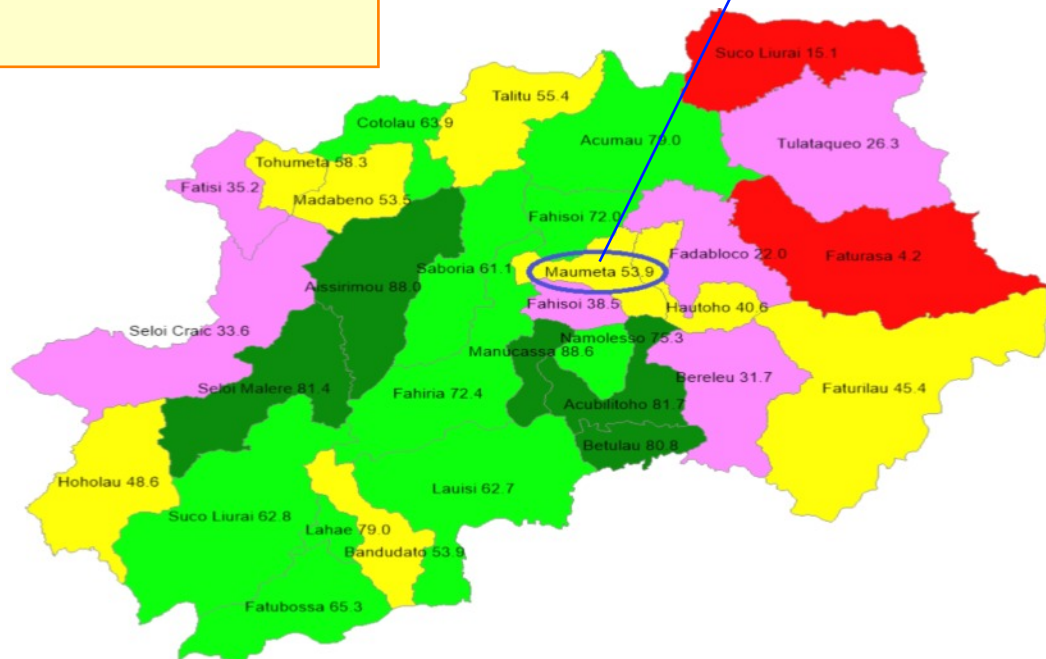 Suco Liurai 15.1
Talitu 55.4
Cotolau 63.9
Acumau 79.0
Tulataqueo 26.3
Tohumeta 58.3
Fatisi 35.2
Madabeno 53.5
Fahisoi 72.0
Fadabloco 22.0
Faturasa 4.2
Saboria 61.1
Maumeta 53.9
Aissirimou 88.0
Fahisoi 38.5
Hautoho 40.6
Seloi Craic 33.6
Namolesso 75.3
Manucassa 88.6
Bereleu 31.7
Seloi Malere 81.4
Fahiria 72.4
Faturilau 45.4
Acubilitoho 81.7
Betulau 80.8
Hoholau 48.6
Lauisi 62.7
Suco Liurai 62.8
Lahae 79.0
Bandudato 53.9
Fatubossa 65.3